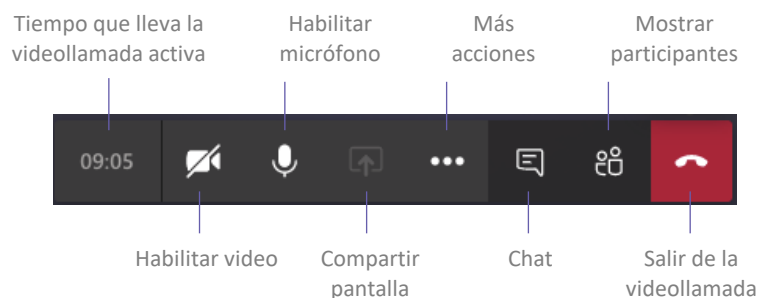 Tiempo que lleva la
videollamada activa
Habilitar
micrófono
Más
acciones
Mostrar
participantes
09:05
Habilitar video
Compartir
pantalla
Chat
Salir de la
videollamada